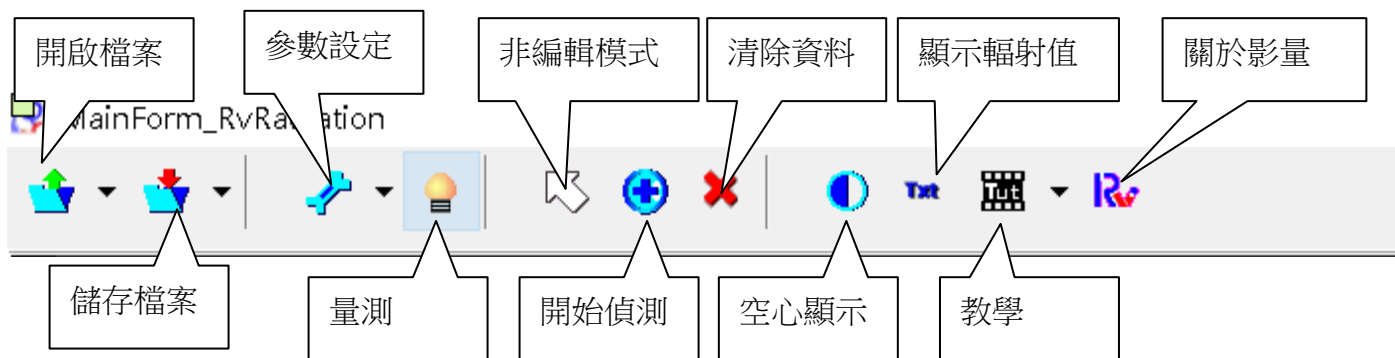 開啟檔案
參數設定
非編輯模式
清除資料
顯示輻射值
關於影量
Txt
Tut
Rv
儲存檔案
量測
開始偵測
空心顯示
教學